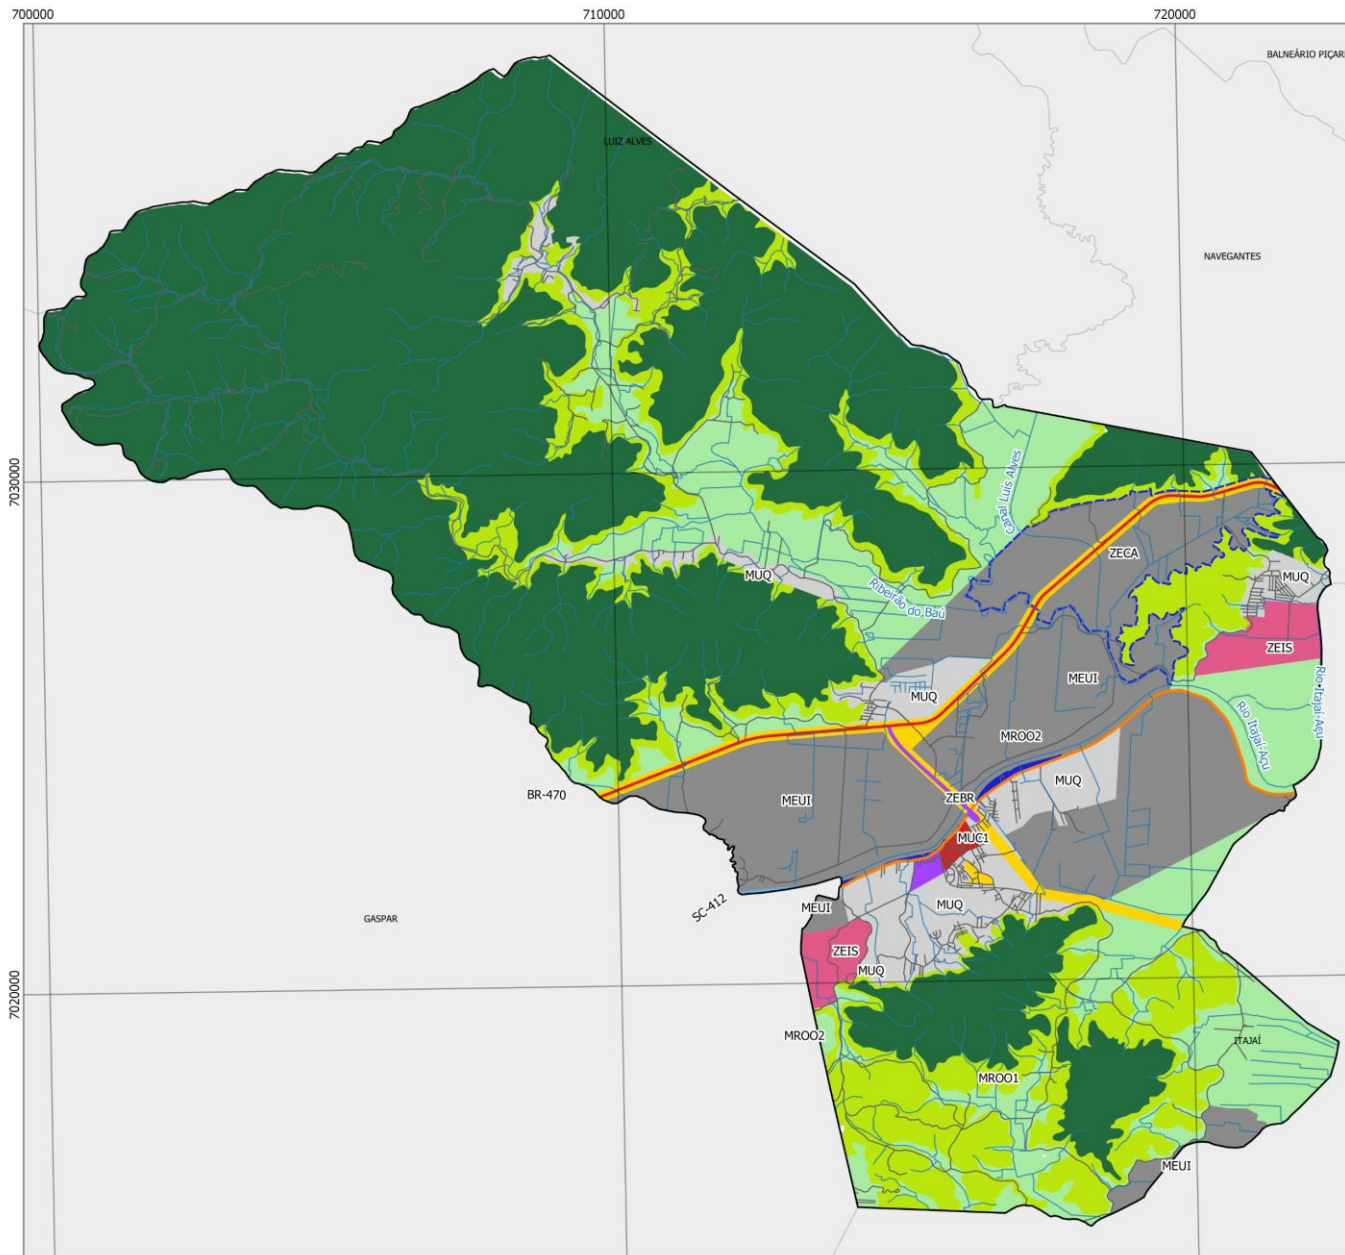 700000
710000
720000
BALNEÁRIO PIÇAR
LUIZ ALVES
NAVEGANTES
7030000
Canal Luís Alves
ZECA
MUQ
MUQ
Ribeirão do Baú
ZEIS
MEUI
MUQ
Rio Itajaí-Açu
Rio Itajaí-Açu
MROO2
MUQ
BR-470
MEUI
ZEBR
MUC1
SC-412
MEUI
MUQ
GASPAR
ZEIS
MUQ
7020000
MROO2
ITAJAÍ
MROO1
MEUI